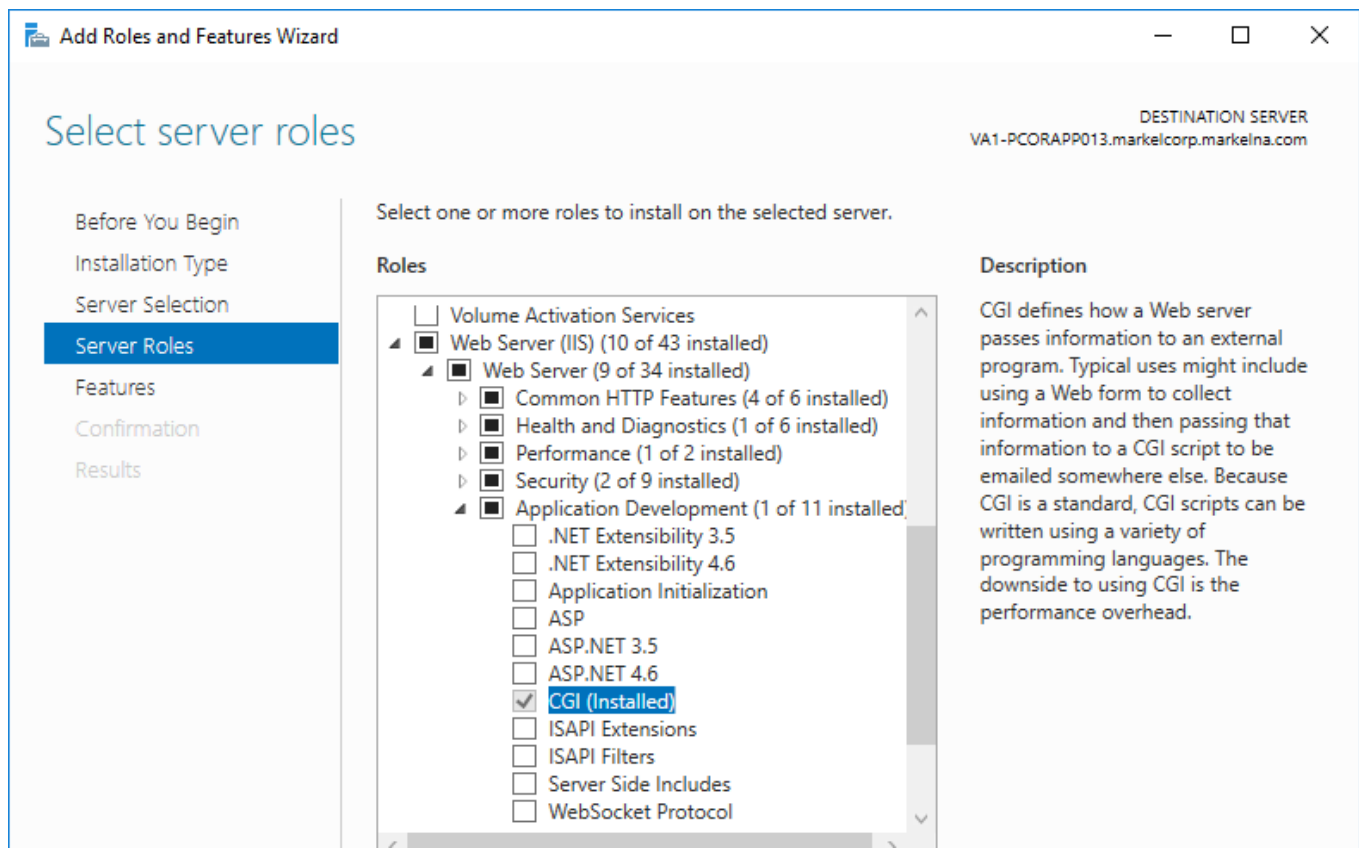 Add Roles and Features Wizard
Select server roles
DESTINATION SERVER
VA1-PCORAPP013.markelcorp.markelna.com
Before You Begin
Installation Type
Server Selection
Server Roles
Features
Confirmation
Results
Select one or more roles to install on the selected server.
Roles
Volume Activation Services
Web Server (IIS) (10 of 43 installed)
Web Server (9 of 34 installed)
Common HTTP Features (4 of 6 installed)
Health and Diagnostics (1 of 6 installed)
Performance (1 of 2 installed)
Security (2 of 9 installed)
Application Development (1 of 11 installed)
.NET Extensibility 3.5
.NET Extensibility 4.6
Application Initialization
ASP
ASP.NET 3.5
ASP.NET 4.6
CGI (Installed)
ISAPI Extensions
ISAPI Filters
Server Side Includes
WebSocket Protocol
Description
CGI defines how a Web server
passes information to an external
program. Typical uses might include
using a Web form to collect
information and then passing that
information to a CGI script to be
emailed somewhere else. Because
CGI is a standard, CGI scripts can be
written using a variety of
programming languages. The
downside to using CGI is the
performance overhead.